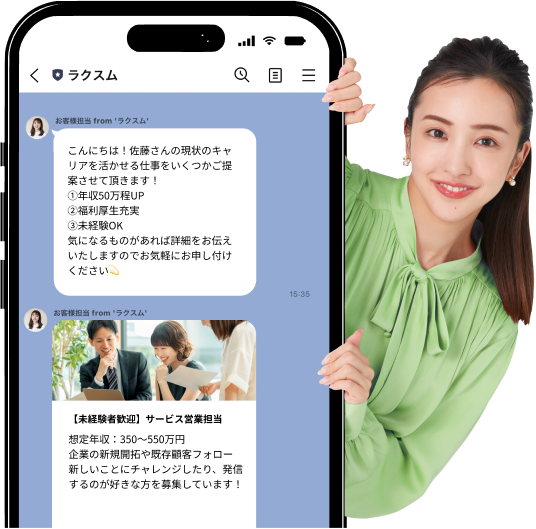 ラクスム
お客様担当 from 'ラクスム'
こんにちは！佐藤さんの現状のキャ
リアを活かせる仕事をいくつかご提
案させて頂きます！
①年収50万程UP
②福利厚生充実
③未経験OK
気になるものがあれば詳細をお伝え
いたしますのでお気軽にお申し付け
ください💫
15:35
お客様担当 from 'ラクスム'
【未経験者歓迎】サービス営業担当
想定年収：350〜550万円
企業の新規開拓や既存顧客フォロー
新しいことにチャレンジしたり、発信
するのが好きな方を募集しています！